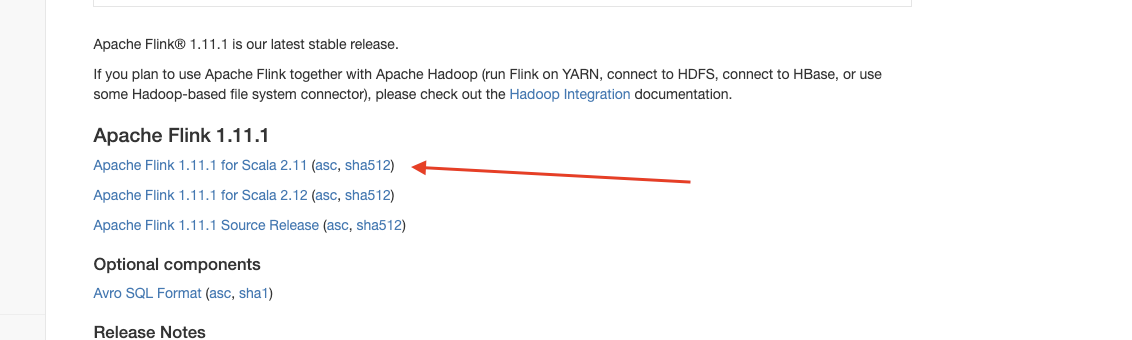 Apache Flink® 1.11.1 is our latest stable release.
If you plan to use Apache Flink together with Apache Hadoop (run Flink on YARN, connect to HDFS, connect to HBase, or use
some Hadoop-based file system connector), please check out the Hadoop Integration documentation.
Apache Flink 1.11.1
Apache Flink 1.11.1 for Scala 2.11 (asc, sha512)
Apache Flink 1.11.1 for Scala 2.12 (asc, sha512)
Apache Flink 1.11.1 Source Release (asc, sha512)
Optional components
Avro SQL Format (asc, sha1)
Release Notes